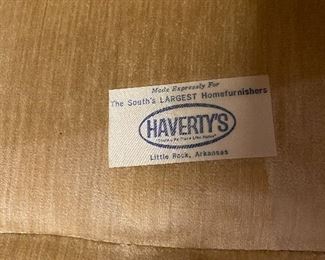 Made Expressly For
The South's LARGEST Homefurnishers
HAVERTY'S
Little Rock, Arkansas